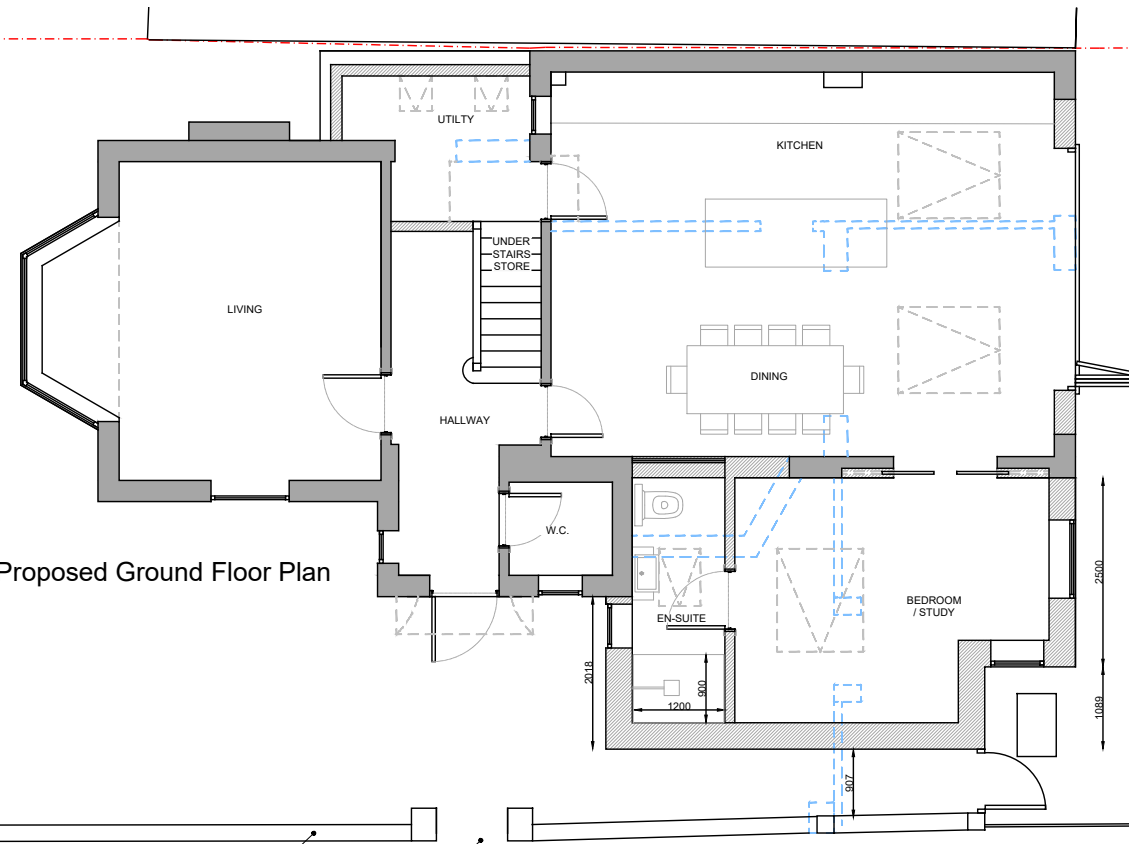 UTILTY
KITCHEN
UNDER
STAIRS
STORE
LIVING
DINING
HALLWAY
W.C.
Proposed Ground Floor Plan
2500
BEDROOM
/ STUDY
EN-SUITE
2018
900
1200
1089
907